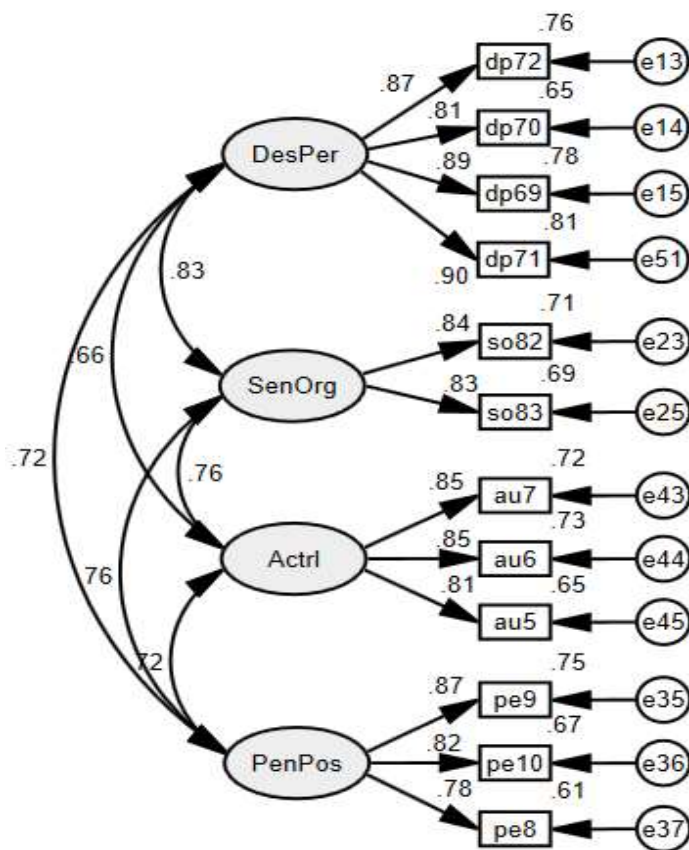 .76
.87
dp72
e13
.65
.81
dp70
e14
DesPer
.78
.89
dp69
e15
.81
dp71
e51
.90
.83
.71
.84
so82
e23
.66
.69
SenOrg
.83
so83
e25
.72
.76
.72
.85
au7
e43
.73
.85
au6
e44
Actrl
76
.65
.81
au5
e45
72
.75
.87
pe9
e35
.67
.82
pe10
e36
PenPos
.61
.78
pe8
e37